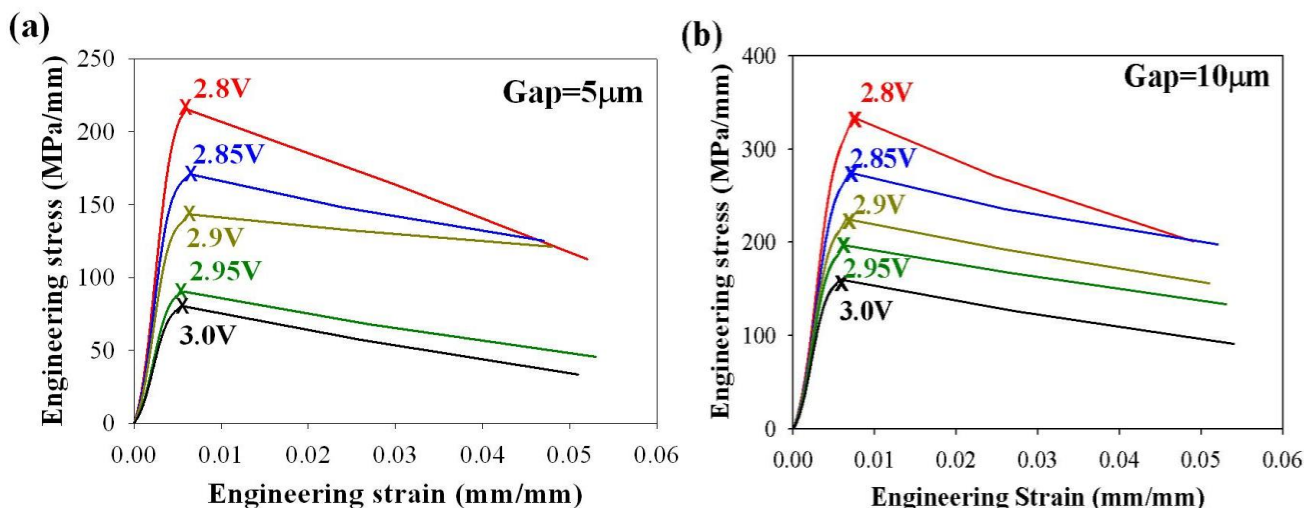 (a)
Engineering stress (MPa/mm)
250
200
150
100
50
0
Gap=5μm
X 2.8V
X 2.85V
X
2.9V
2.95V
X
X
3.0V
0.00 0.01 0.02 0.03 0.04 0.05 0.06
Engineering strain (mm/mm)
(b)
Engineering stress (MPa/mm)
400
300
200
100
0
Gap=10μm
2.8V
X
2.85V
X
2.9V
X
X
2.95V
X
3.0V
0.00 0.01 0.02 0.03 0.04 0.05 0.06
Engineering Strain (mm/mm)